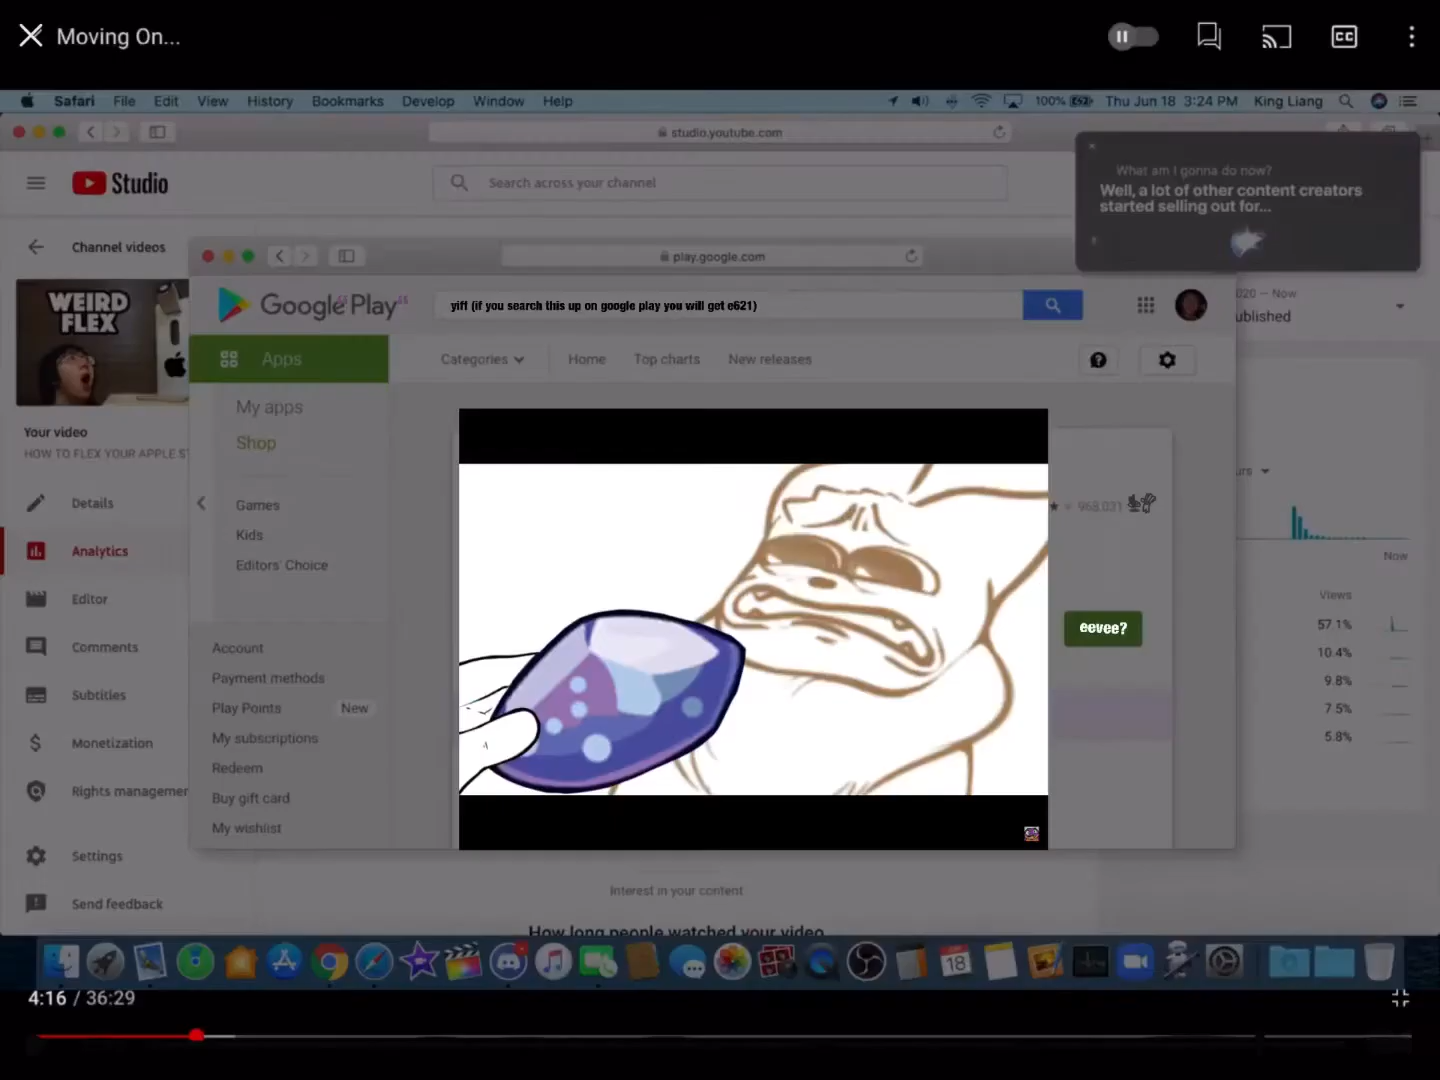 Moving On...
CC
Safari File Edit View History Bookmarks Develop Window Help
100% Thu Jun 18 3:24 PM King Liang
studio.youtube.com
Studio
Search across your channel
What am I gonna do now?
Well, a lot of other content creators
started selling out for...
Channel videos
play.google.com
WEIRD
FLEX
Google Play
yiff (if you search this up on google play you will get e621)
2020 – Now
ublished
Apps
Categories
Home
Top charts
New releases
My apps
Shop
Your video
HOW TO FLEX YOUR APPLE S
urs
Details
Games
968,031
Kids
Analytics
Now
Editors' Choice
Editor
Views
eevee?
57.1%
Comments
Account
10.4%
Payment methods
9.8%
Subtitles
Play Points
New
7.5%
My subscriptions
Monetization
5.8%
Redeem
Rights managemer
Buy gift card
My wishlist
Settings
Interest in your content
Send feedback
How long people watched your video
18
4:16 / 36:29